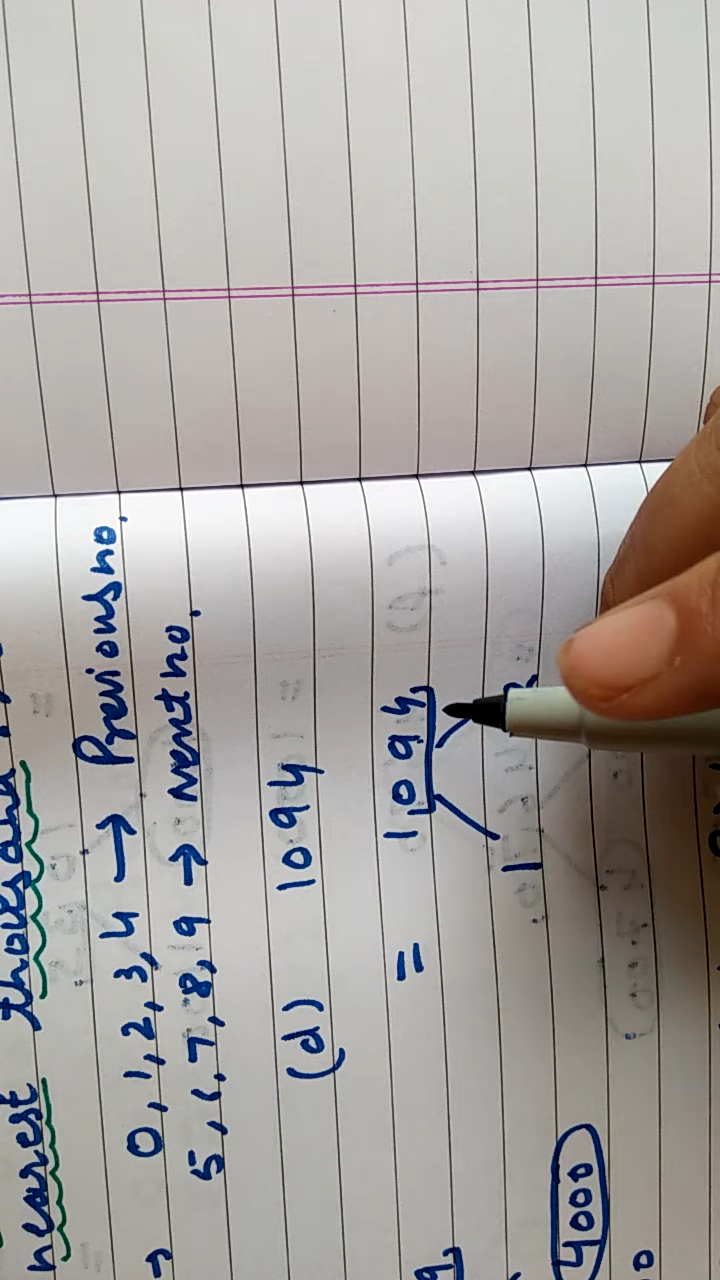 nearest thousand
0, 1, 2, 3, 4 → Previous no.
5, 6, 7, 8, 9 → Next no.
(d) 1094
= 1094
1
4000